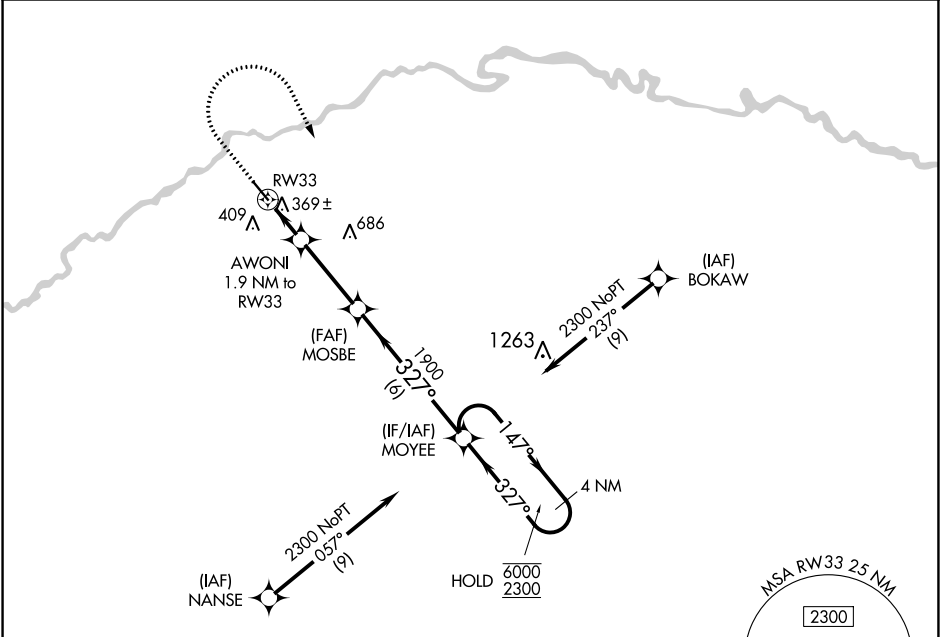 RW33
369±
409
686
AWONI
1.9 NM to
RW33
(IAF)
BOKAW
2300 NoPT
237°
(9)
(FAF)
MOSBE
1263
1900
327°
(6)
(IF/IAF)
MOYEE
147°
327°
4 NM
2300 NoPT
057°
(9)
(IAF)
NANSE
HOLD
6000
2300
MSA RW33 25 NM
2300